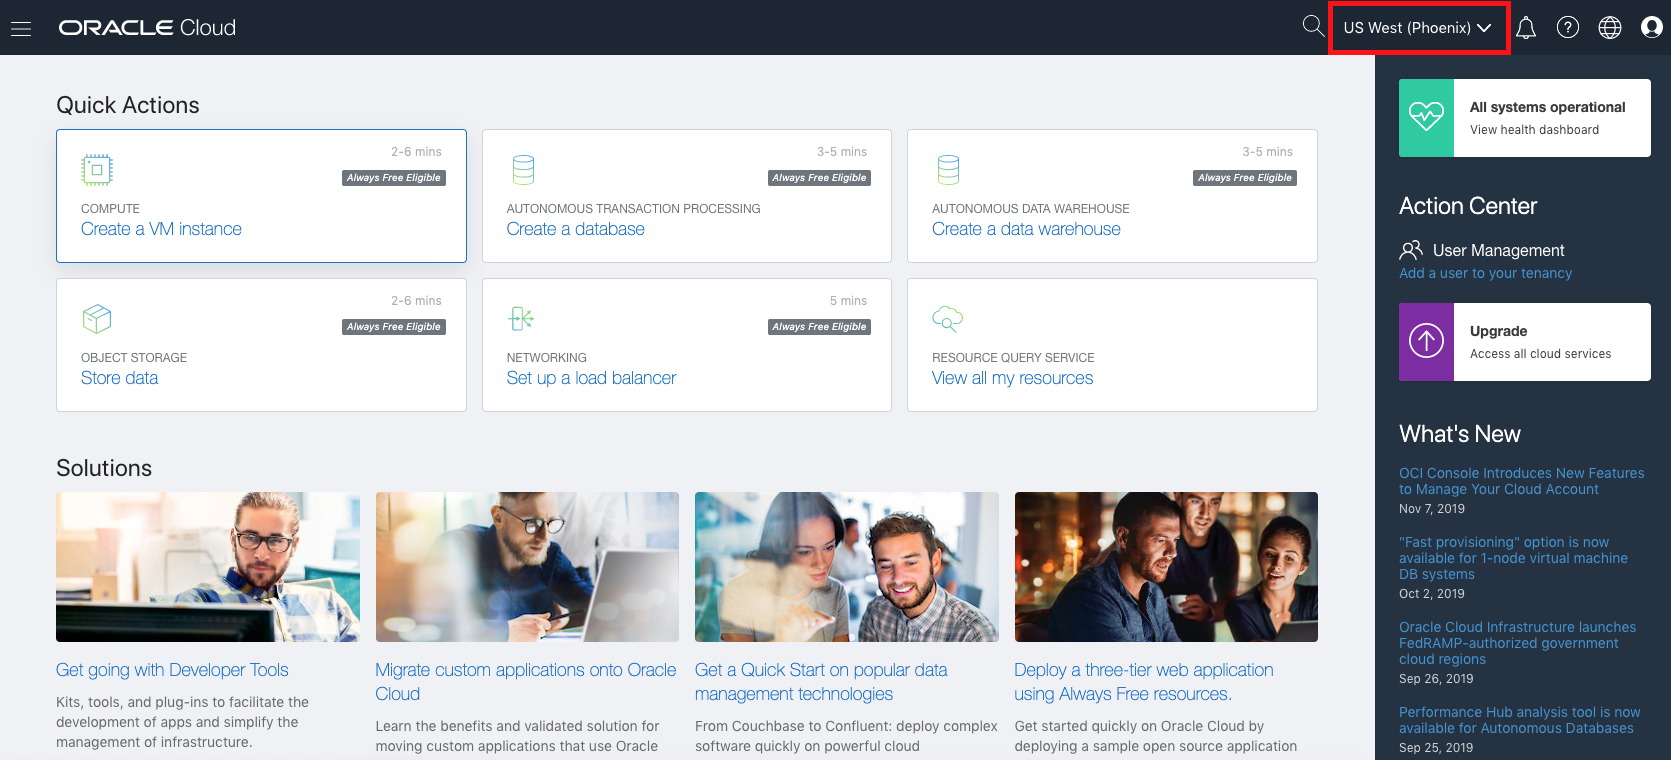 ORACLE Cloud
US West (Phoenix)
Quick Actions
2-6 mins
Always Free Eligible
COMPUTE
Create a VM instance
3-5 mins
Always Free Eligible
AUTONOMOUS TRANSACTION PROCESSING
Create a database
3-5 mins
Always Free Eligible
AUTONOMOUS DATA WAREHOUSE
Create a data warehouse
2-6 mins
Always Free Eligible
OBJECT STORAGE
Store data
5 mins
Always Free Eligible
NETWORKING
Set up a load balancer
RESOURCE QUERY SERVICE
View all my resources
Solutions
Get going with Developer Tools
Kits, tools, and plug-ins to facilitate the
development of apps and simplify the
management of infrastructure.
Migrate custom applications onto Oracle
Cloud
Learn the benefits and validated solution for
moving custom applications that use Oracle
Get a Quick Start on popular data
management technologies
From Couchbase to Confluent: deploy complex
software quickly on powerful cloud
Deploy a three-tier web application
using Always Free resources.
Get started quickly on Oracle Cloud by
deploying a sample open source application
All systems operational
View health dashboard
Action Center
User Management
Add a user to your tenancy
Upgrade
Access all cloud services
What's New
OCI Console Introduces New Features
to Manage Your Cloud Account
Nov 7, 2019
"Fast provisioning" option is now
available for 1-node virtual machine
DB systems
Oct 2, 2019
Oracle Cloud Infrastructure launches
FedRAMP-authorized government
cloud regions
Sep 26, 2019
Performance Hub analysis tool is now
available for Autonomous Databases
Sep 25, 2019